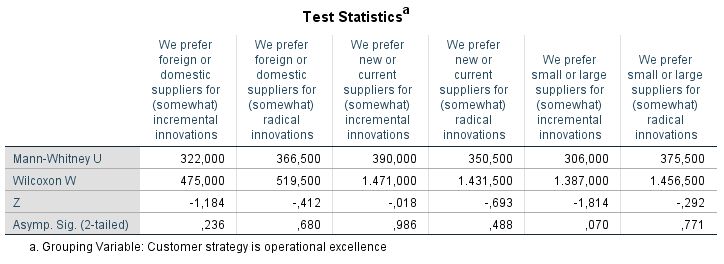 Test Statisticsa
We prefer foreign or domestic suppliers for (somewhat) incremental innovations
We prefer foreign or domestic suppliers for (somewhat) radical innovations
We prefer new or current suppliers for (somewhat) incremental innovations
We prefer new or current suppliers for (somewhat) radical innovations
We prefer small or large suppliers for (somewhat) incremental innovations
We prefer small or large suppliers for (somewhat) radical innovations
Mann-Whitney U 322,000 366,500 390,000 350,500 306,000 375,500
Wilcoxon W 475,000 519,500 1.471,000 1.431,500 1.387,000 1.456,500
Z -1,184 -,412 -,018 -,693 -1,814 -,292
Asymp. Sig. (2-tailed) ,236 ,680 ,986 ,488 ,070 ,771
a. Grouping Variable: Customer strategy is operational excellence